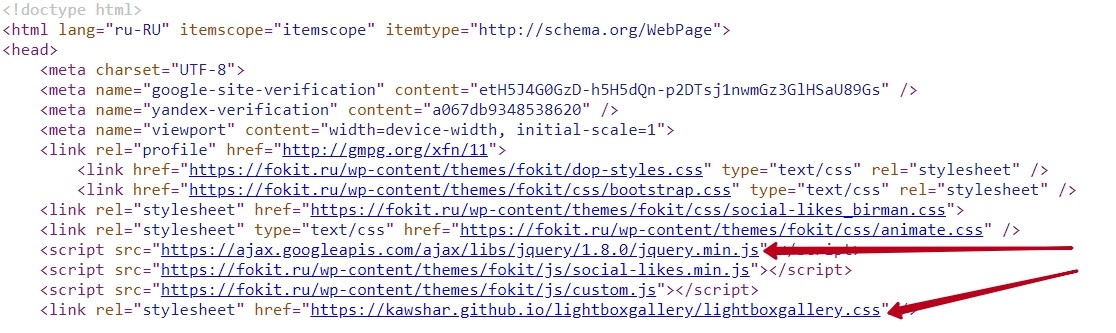 <!doctype html>
<html lang="ru-RU" itemscope="itemscope" itemtype="http://schema.org/WebPage">
<head>
<meta charset="UTF-8">
<meta name="google-site-verification" content="etH5J4G0GzD-h5H5dQn-p2DTsj1nwmGz3GlHSaU89Gs" />
<meta name="yandex-verification" content="a067db9348538620" />
<meta name="viewport" content="width=device-width, initial-scale=1">
<link rel="profile" href="http://gmpg.org/xfn/11">
<link href="https://fokit.ru/wp-content/themes/fokit/dop-styles.css" type="text/css" rel="stylesheet" />
<link href="https://fokit.ru/wp-content/themes/fokit/css/bootstrap.css" type="text/css" rel="stylesheet" />
<link rel="stylesheet" href="https://fokit.ru/wp-content/themes/fokit/css/social-likes_birman.css">
<link rel="stylesheet" type="text/css" href="https://fokit.ru/wp-content/themes/fokit/css/animate.css" />
<script src="https://ajax.googleapis.com/ajax/libs/jquery/1.8.0/jquery.min.js"></script>
<script src="https://fokit.ru/wp-content/themes/fokit/js/social-likes.min.js"></script>
<script src="https://fokit.ru/wp-content/themes/fokit/js/custom.js"></script>
<link rel="stylesheet" href="https://kawshar.github.io/lightboxgallery/lightboxgallery.css" />